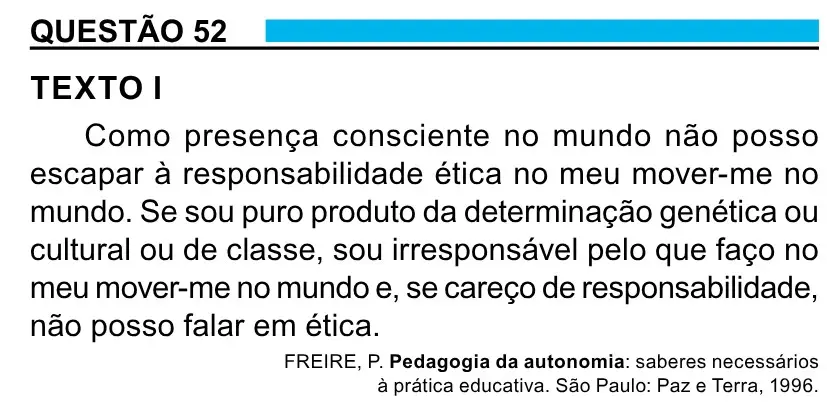 QUESTÃO 52
TEXTO I
Como presença consciente no mundo não posso
escapar à responsabilidade ética no meu mover-me no
mundo. Se sou puro produto da determinação genética ou
cultural ou de classe, sou irresponsável pelo que faço no
meu mover-me no mundo e, se careço de responsabilidade,
não posso falar em ética.
FREIRE, P. Pedagogia da autonomia: saberes necessários
à prática educativa. São Paulo: Paz e Terra, 1996.